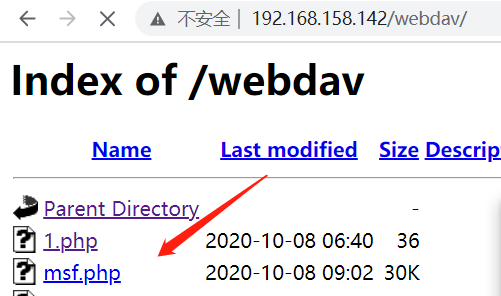 不安全 | 192.168.158.142/webdav/
Index of /webdav
Name Last modified Size Descrip
Parent Directory -
1.php 2020-10-08 06:40 36
msf.php 2020-10-08 09:02 30K